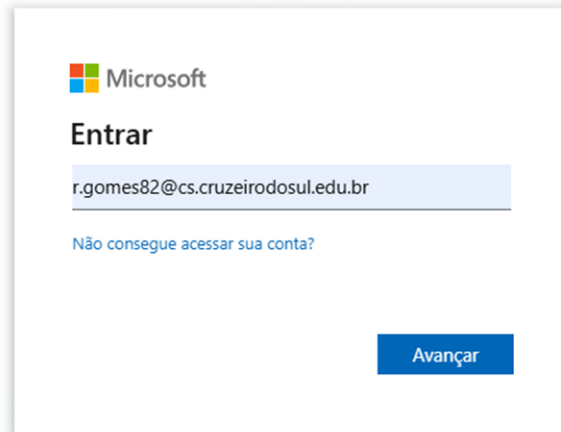 Microsoft
Entrar
r.gomes82@cs.cruzeirodosul.edu.br
Não consegue acessar sua conta?
Avançar